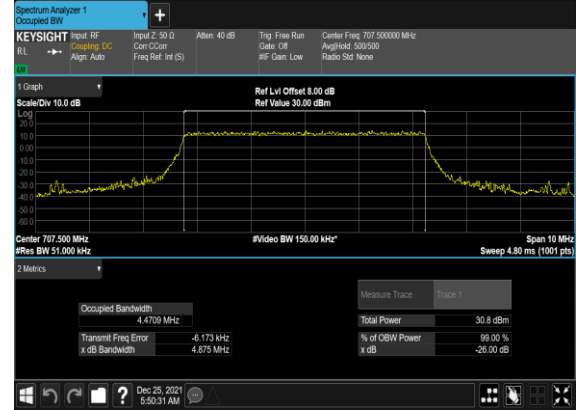 Spectrum Analyzer 1
Occupied BW
+
KEYSIGHT Input: RF Input Z: 50 Ω Atten: 40 dB Trig: Free Run Center Freq: 707.500000 MHz
RL Coupling: DC Corr CCorr Gate: Off Avg|Hold: 500/500
Align: Auto Freq Ref: Int (S) #IF Gain: Low Radio Std: None
1 Graph
Ref Lvl Offset 8.00 dB
Scale/Div 10.0 dB Ref Value 30.00 dBm
Log
20.0
10.0
0.00
-10.0
-20.0
-30.0
-40.0
-50.0
-60.0
Center 707.500 MHz #Video BW 150.00 kHz* Span 10 MHz
#Res BW 51.000 kHz Sweep 4.80 ms (1001 pts)
2 Metrics
Measure Trace Trace 1
Occupied Bandwidth
4.4709 MHz Total Power 30.8 dBm
Transmit Freq Error -6.173 kHz % of OBW Power 99.00 %
x dB Bandwidth 4.875 MHz x dB -26.00 dB
? Dec 25, 2021
5:50:31 AM